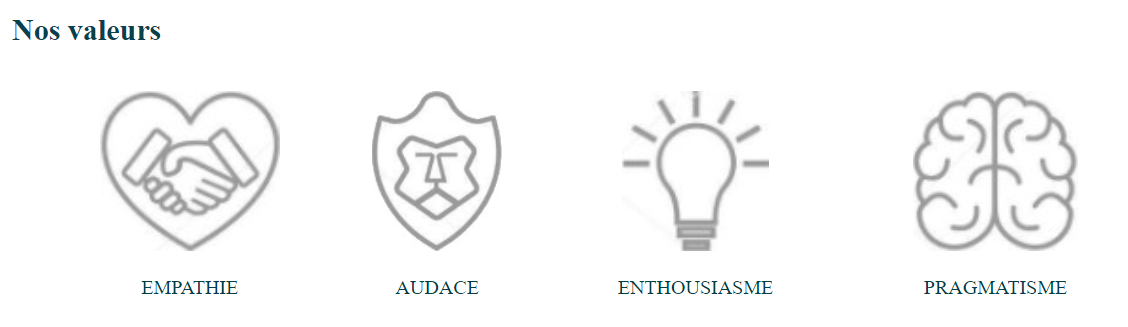 Nos valeurs
EMPATHIE AUDACE ENTHOUSIASME PRAGMATISME